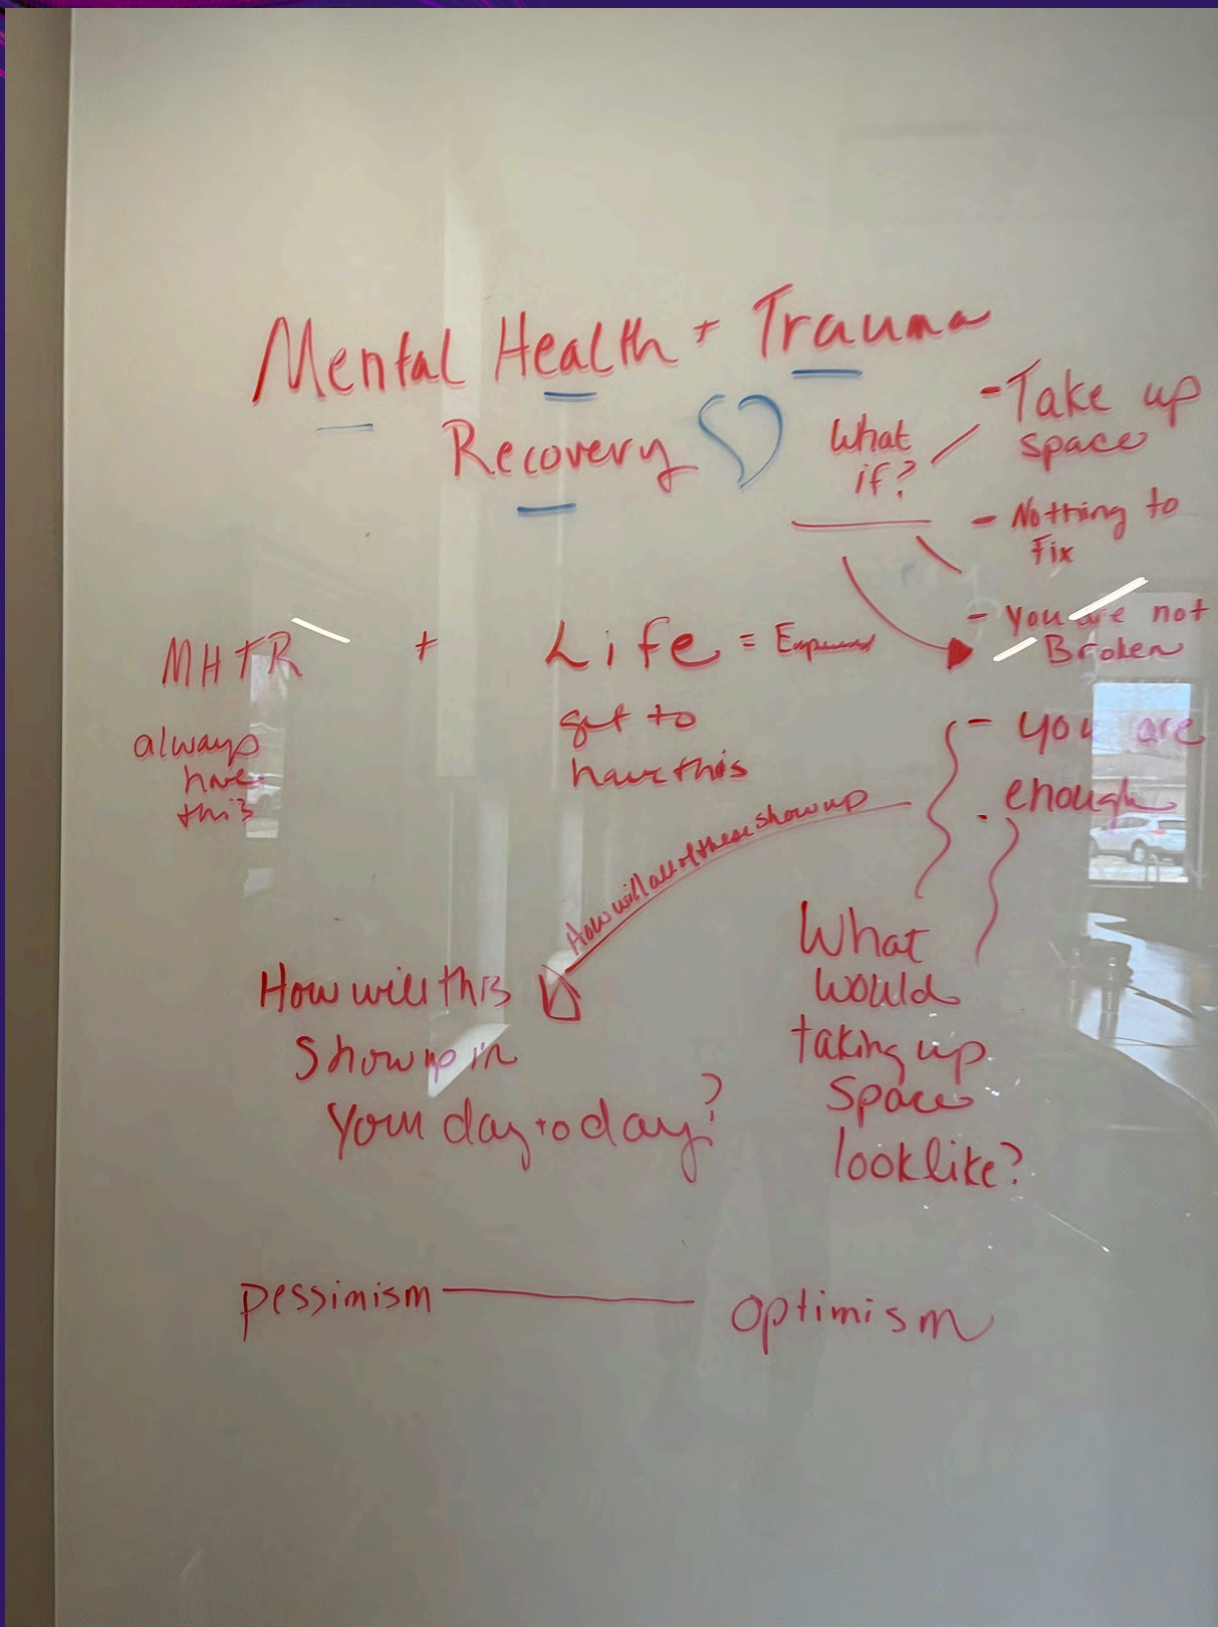 Mental Health + Trauma
Recovery
What
if?
- Take up
space
- Nothing to
Fix
- You are not
Broken
- you are
enough
MHTR + Life =
always
have
this
get to
have this
How will all of these show up
How will this
show up in
your day to day?
What
would
taking up
space
look like?
pessimism — optimism